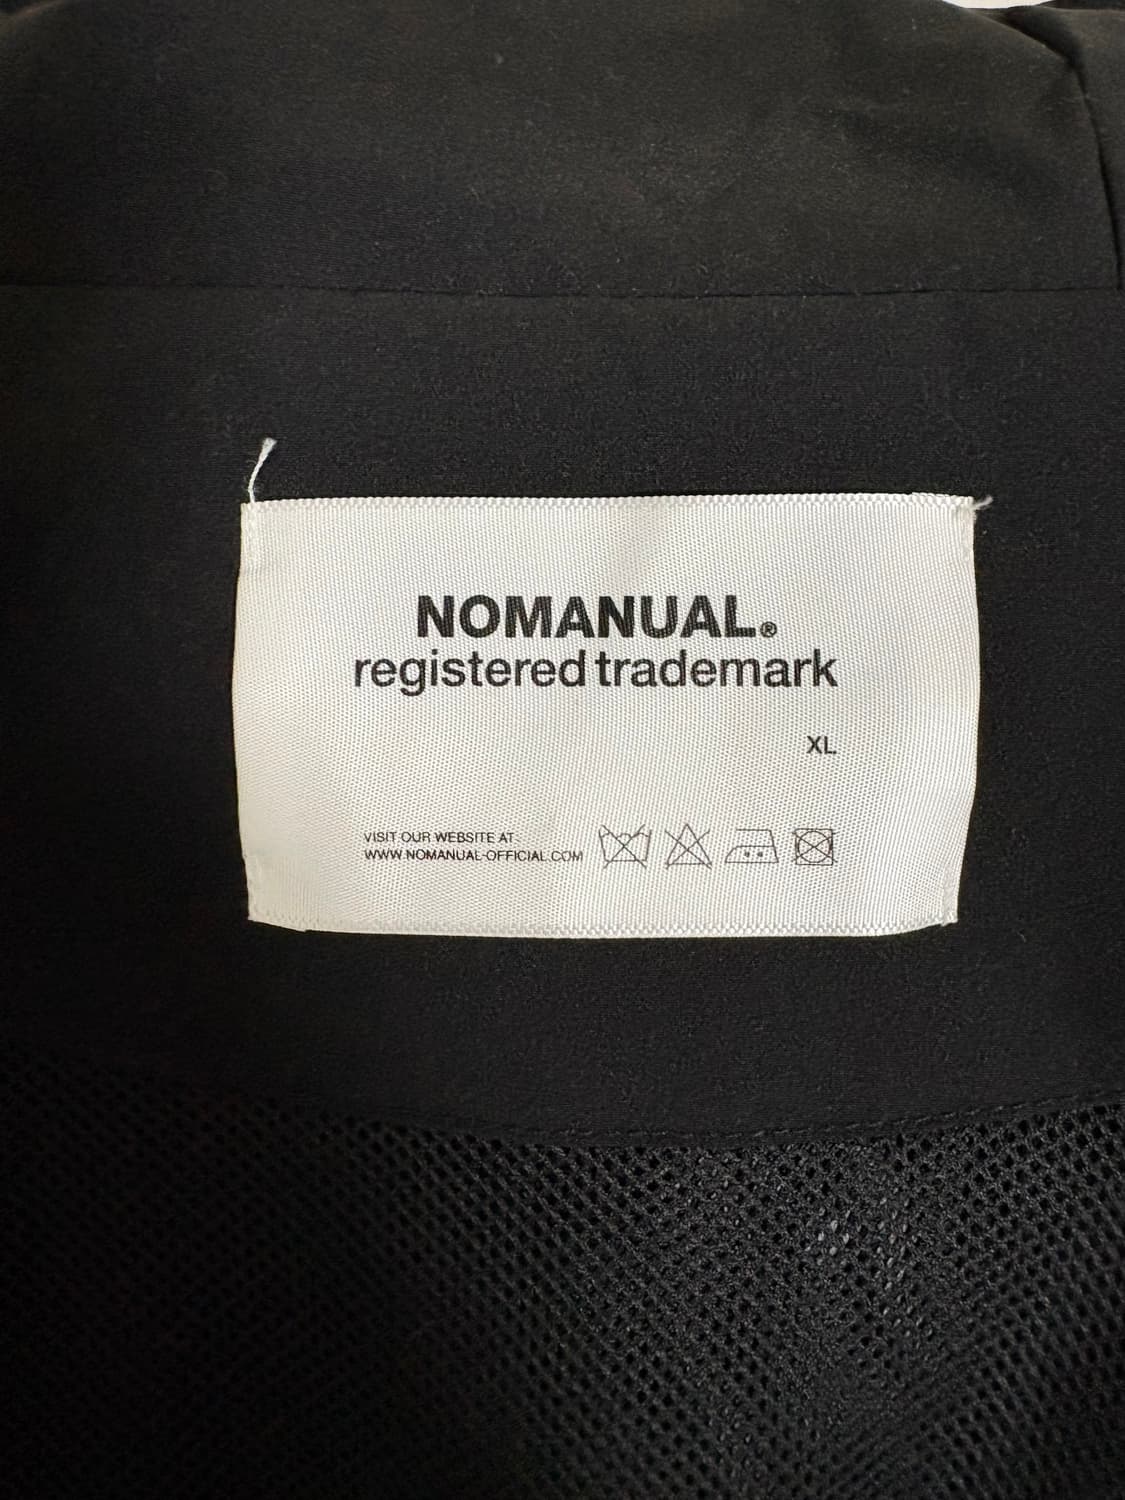 NOMANUAL®
registered trademark
XL
VISIT OUR WEBSITE AT:
WWW.NOMANUAL-OFFICIAL.COM